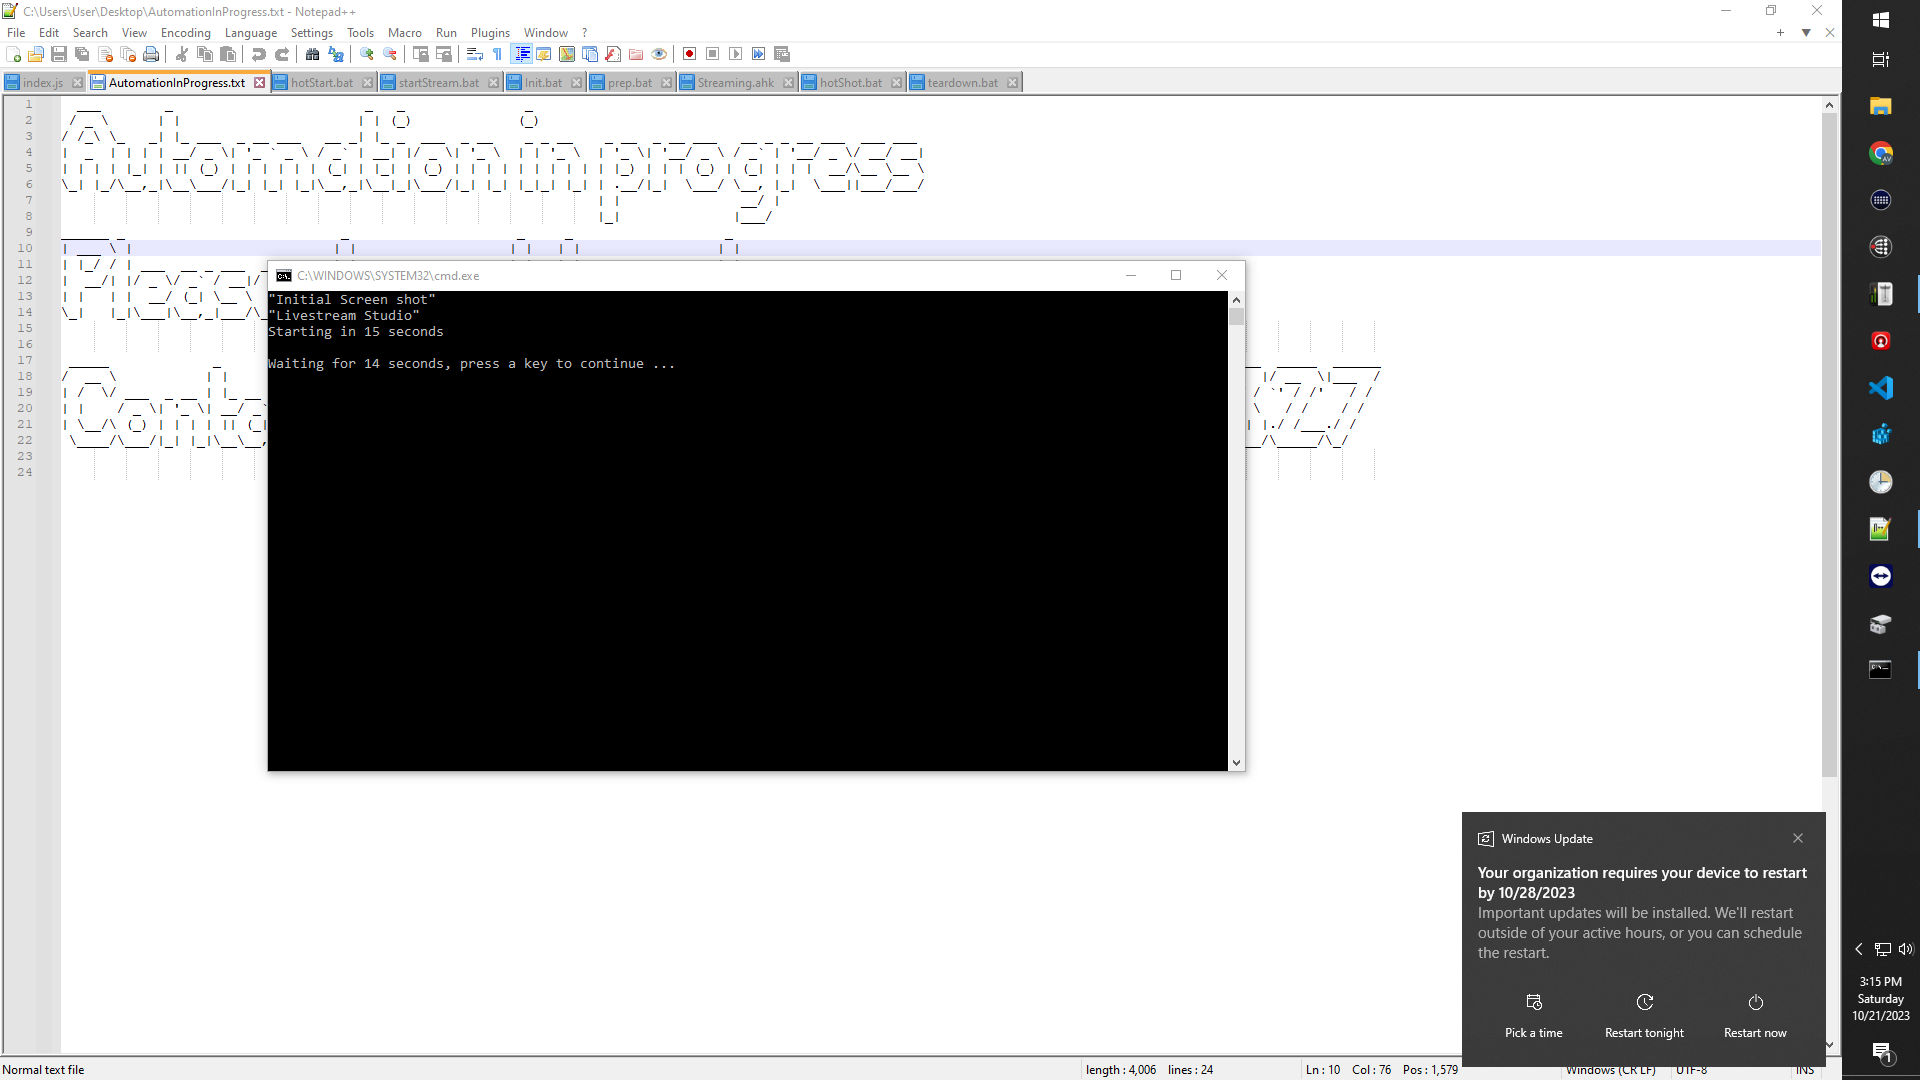 C:\Users\User\Desktop\AutomationInProgress.txt - Notepad++
File Edit Search View Encoding Language Settings Tools Macro Run Plugins Window ?
index.js AutomationInProgress.txt hotStart.bat startStream.bat Init.bat prep.bat Streaming.ahk hotShot.bat teardown.bat
1
2
3
4
5
6
7
8
9
10
11
12
13
14
15
16
17
18
19
20
21
22
23
24
Automation in progress
Pleas
Conta
27
C:\WINDOWS\SYSTEM32\cmd.exe
"Initial Screen shot"
"Livestream Studio"
Starting in 15 seconds
Waiting for 14 seconds, press a key to continue ...
Windows Update
Your organization requires your device to restart
by 10/28/2023
Important updates will be installed. We'll restart
outside of your active hours, or you can schedule
the restart.
Pick a time Restart tonight Restart now
3:15 PM
Saturday
10/21/2023
1
Normal text file length : 4,006 lines : 24 Ln : 10 Col : 76 Pos : 1,579 Windows (CR LF) UTF-8 INS